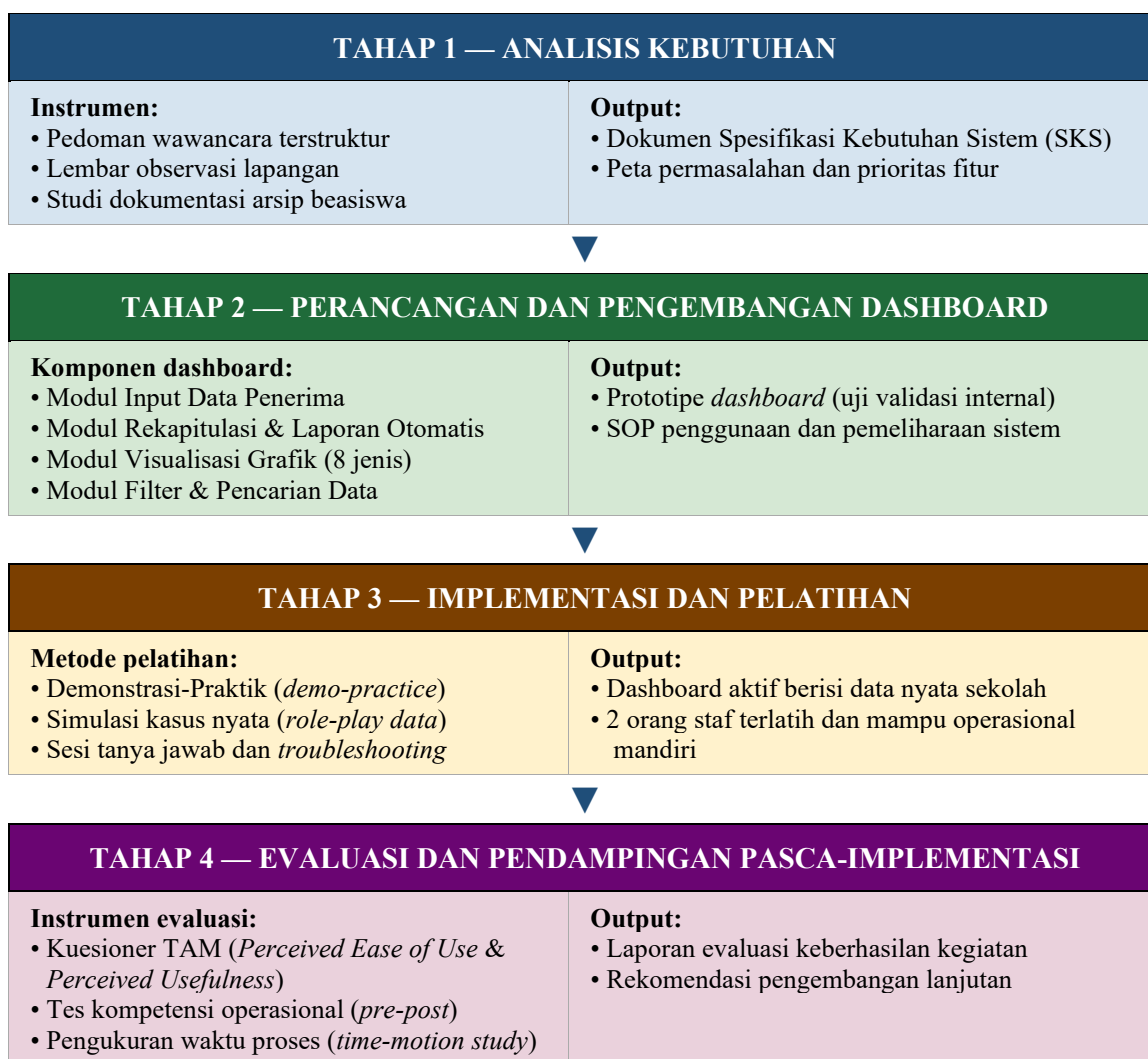 TAHAP 1 — ANALISIS KEBUTUHAN
Instrumen:
• Pedoman wawancara terstruktur
• Lembar observasi lapangan
• Studi dokumentasi arsip beasiswa
Output:
• Dokumen Spesifikasi Kebutuhan Sistem (SKS)
• Peta permasalahan dan prioritas fitur
TAHAP 2 — PERANCANGAN DAN PENGEMBANGAN DASHBOARD
Komponen dashboard:
• Modul Input Data Penerima
• Modul Rekapitulasi & Laporan Otomatis
• Modul Visualisasi Grafik (8 jenis)
• Modul Filter & Pencarian Data
Output:
• Prototipe dashboard (uji validasi internal)
• SOP penggunaan dan pemeliharaan sistem
TAHAP 3 — IMPLEMENTASI DAN PELATIHAN
Metode pelatihan:
• Demonstrasi-Praktik (demo-practice)
• Simulasi kasus nyata (role-play data)
• Sesi tanya jawab dan troubleshooting
Output:
• Dashboard aktif berisi data nyata sekolah
• 2 orang staf terlatih dan mampu operasional
mandiri
TAHAP 4 — EVALUASI DAN PENDAMPINGAN PASCA-IMPLEMENTASI
Instrumen evaluasi:
• Kuesioner TAM (Perceived Ease of Use &
Perceived Usefulness)
• Tes kompetensi operasional (pre-post)
• Pengukuran waktu proses (time-motion study)
Output:
• Laporan evaluasi keberhasilan kegiatan
• Rekomendasi pengembangan lanjutan